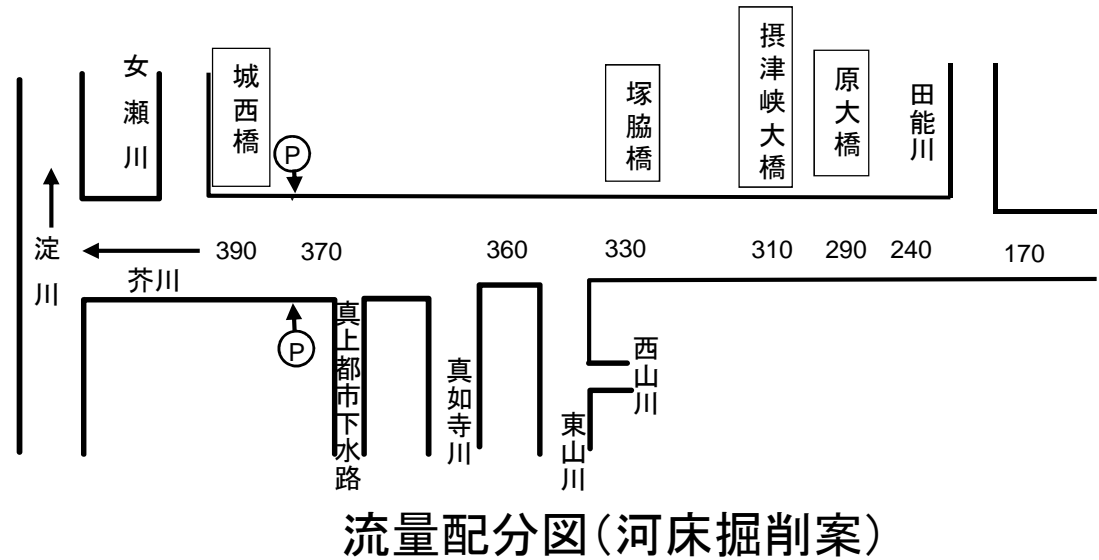 女瀬川
城西橋
塚脇橋
摂津峡大橋
原大橋
田能川
P
淀川
390
370
360
330
310
290
240
170
芥川
P
真上都市下水路
真如寺川
東山川
西山川
流量配分図(河床掘削案)